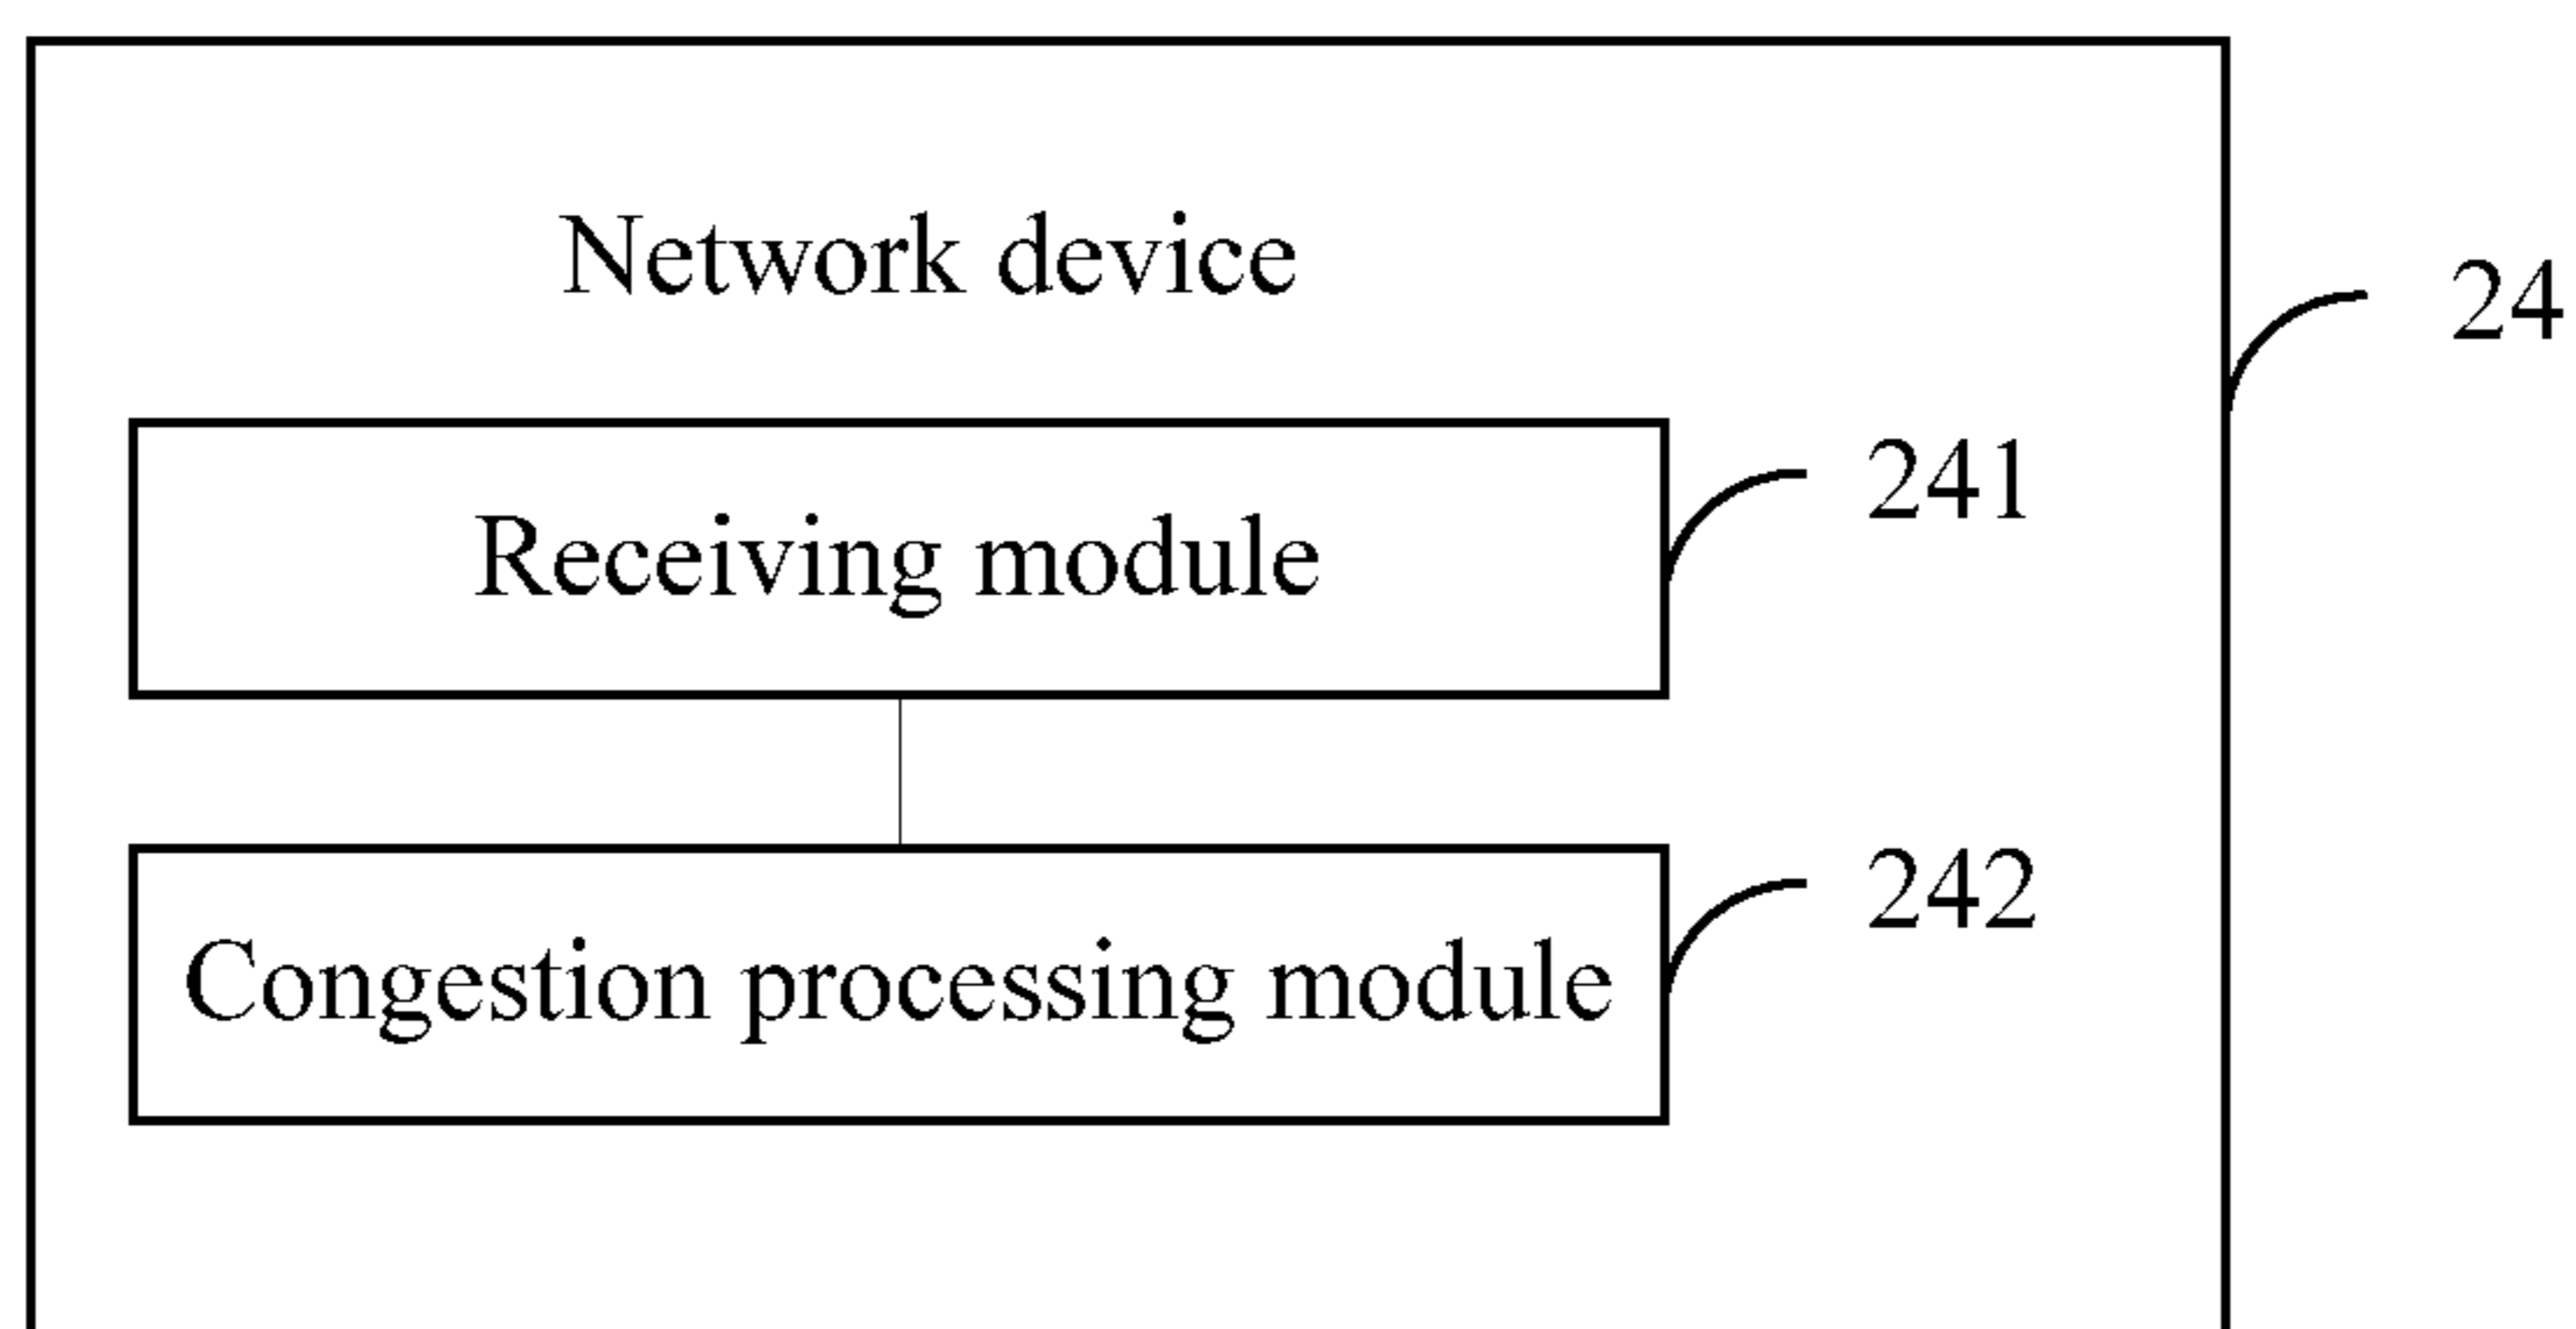 Network device
24
241
Receiving module
242
Congestion processing module